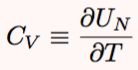 C_V ≡ ∂U_N / ∂T